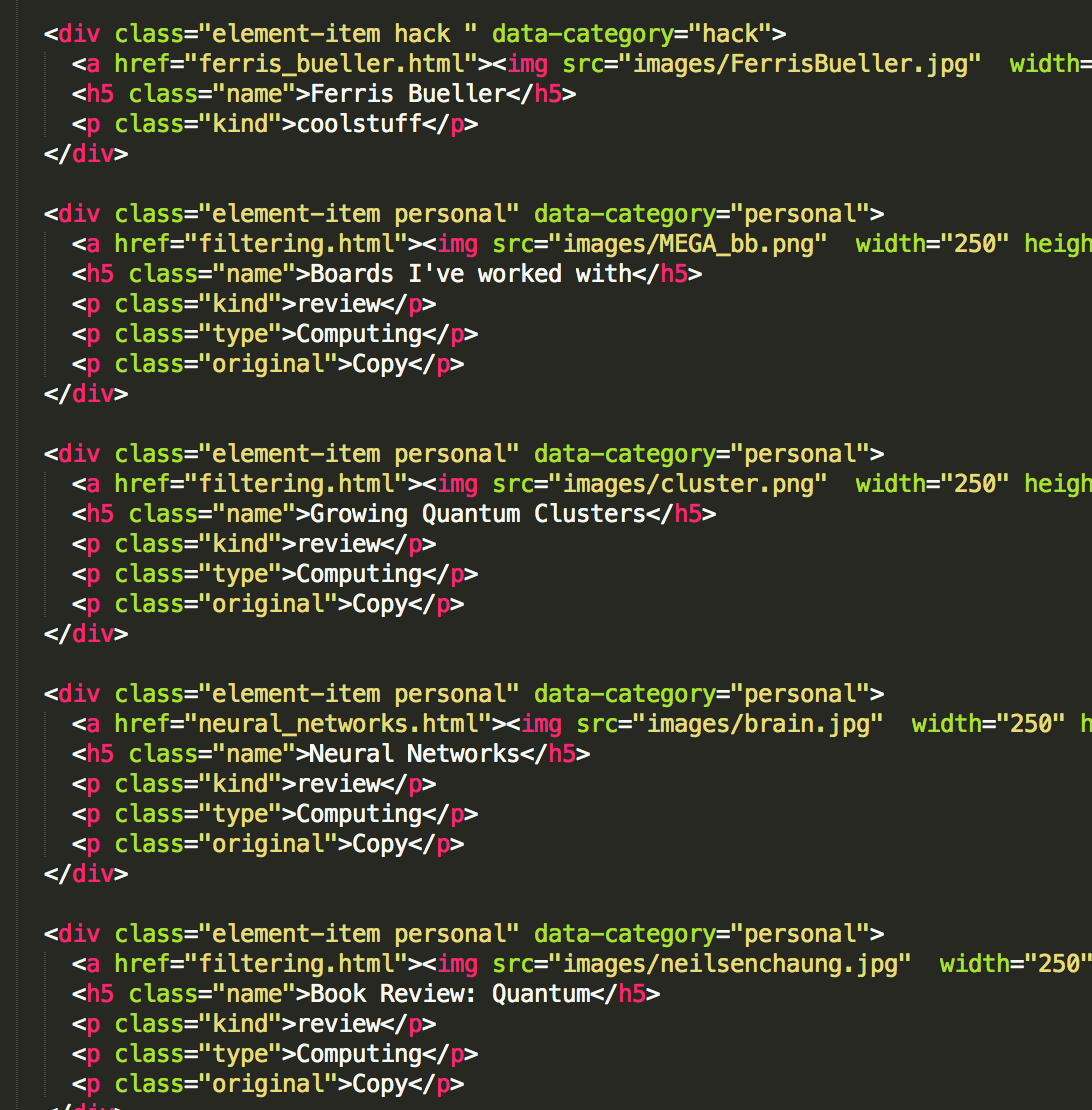 <div class="element-item hack " data-category="hack">
<a href="ferris_bueller.html"><img src="images/FerrisBueller.jpg"  width=
<h5 class="name">Ferris Bueller</h5>
<p class="kind">coolstuff</p>
</div>
<div class="element-item personal" data-category="personal">
<a href="filtering.html"><img src="images/MEGA_bb.png"  width="250" heigh
<h5 class="name">Boards I've worked with</h5>
<p class="kind">review</p>
<p class="type">Computing</p>
<p class="original">Copy</p>
</div>
<div class="element-item personal" data-category="personal">
<a href="filtering.html"><img src="images/cluster.png"  width="250" heigh
<h5 class="name">Growing Quantum Clusters</h5>
<p class="kind">review</p>
<p class="type">Computing</p>
<p class="original">Copy</p>
</div>
<div class="element-item personal" data-category="personal">
<a href="neural_networks.html"><img src="images/brain.jpg"  width="250" h
<h5 class="name">Neural Networks</h5>
<p class="kind">review</p>
<p class="type">Computing</p>
<p class="original">Copy</p>
</div>
<div class="element-item personal" data-category="personal">
<a href="filtering.html"><img src="images/neilsenchaung.jpg"  width="250"
<h5 class="name">Book Review: Quantum</h5>
<p class="kind">review</p>
<p class="type">Computing</p>
<p class="original">Copy</p>